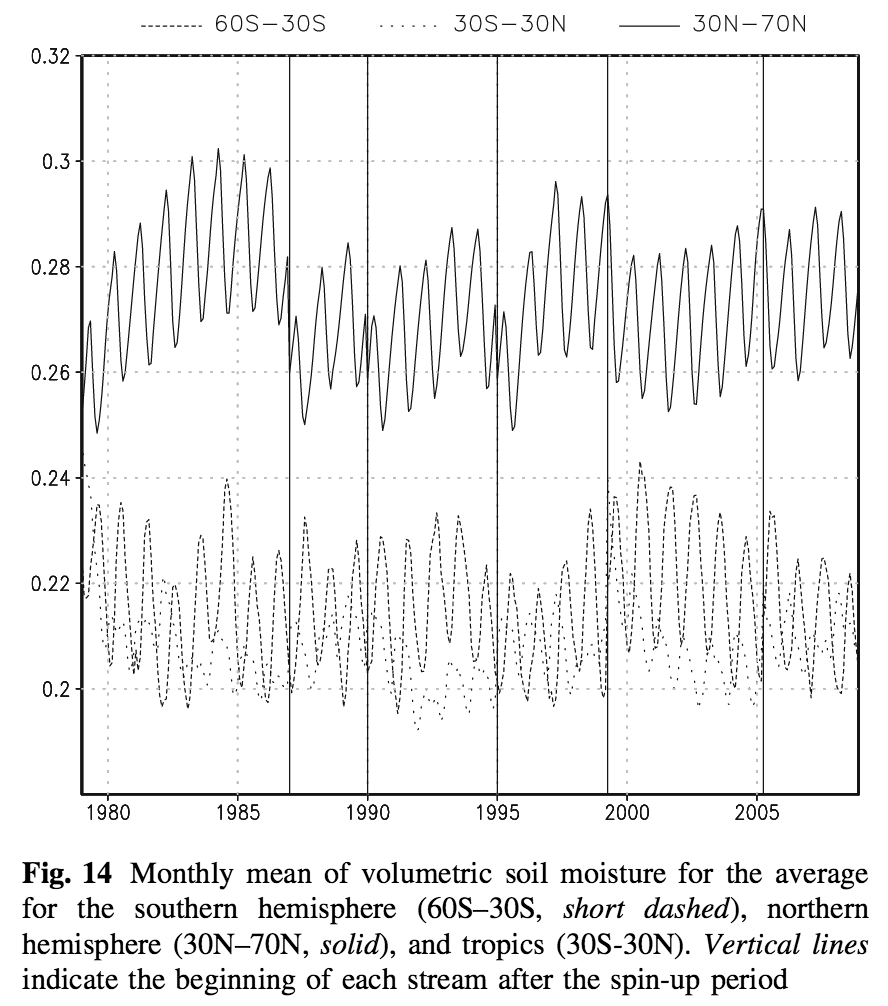 60S–30S 30S–30N 30N–70N
0.32
0.3
0.28
0.26
0.24
0.22
0.2
1980 1985 1990 1995 2000 2005
Fig. 14 Monthly mean of volumetric soil moisture for the average
for the southern hemisphere (60S–30S, short dashed), northern
hemisphere (30N–70N, solid), and tropics (30S-30N). Vertical lines
indicate the beginning of each stream after the spin-up period